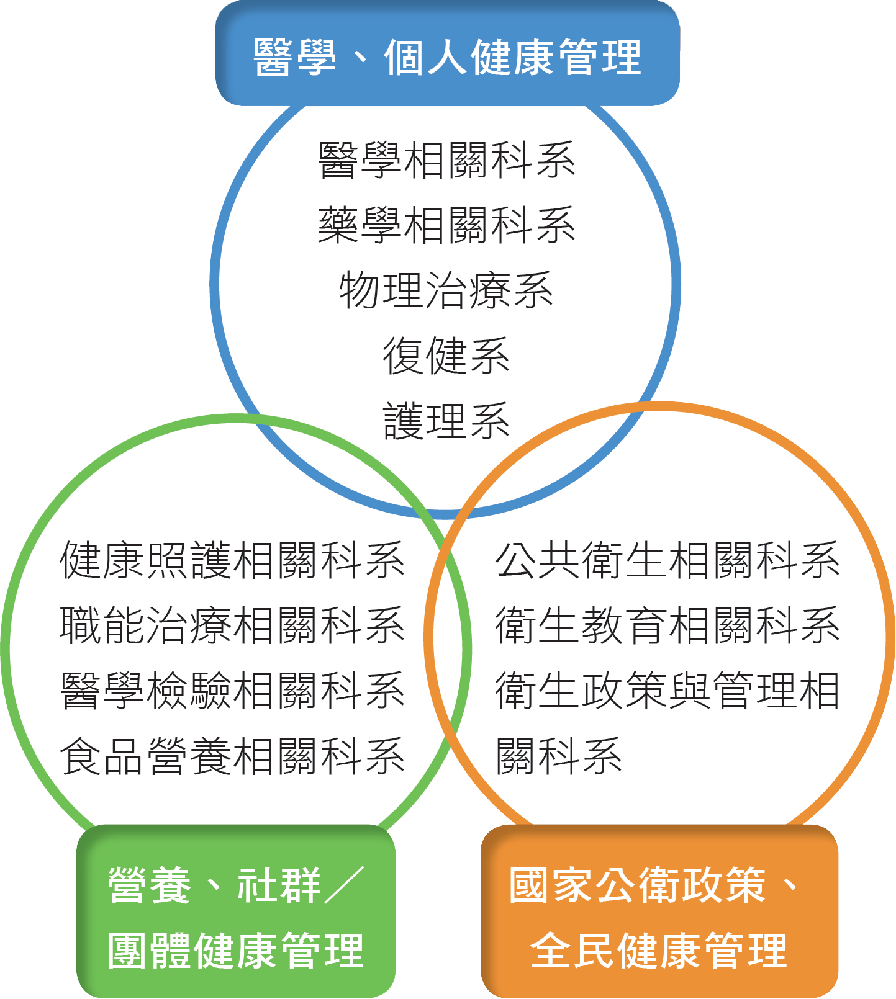 醫學、個人健康管理
醫學相關科系
藥學相關科系
物理治療系
復健系
護理系
健康照護相關科系
職能治療相關科系
醫學檢驗相關科系
食品營養相關科系
營養、社群／
團體健康管理
公共衛生相關科系
衛生教育相關科系
衛生政策與管理相
關科系
國家公衛政策、
全民健康管理